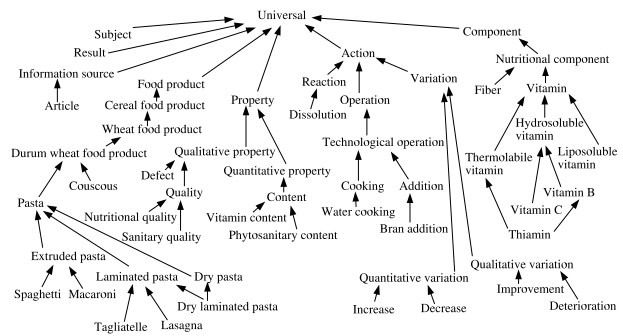 Universal
Subject
Component
Result
Action
Nutritional component
Information source
Food product
Reaction
Variation
Fiber
Vitamin
Article
Cereal food product
Property
Dissolution
Operation
Wheat food product
Hydrosoluble
vitamin
Durum wheat food product
Qualitative property
Technological operation
Thermolabile
vitamin
Liposoluble
vitamin
Defect
Quantitative property
Couscous
Quality
Content
Cooking
Addition
Vitamin B
Pasta
Nutritional quality
Vitamin content
Water cooking
Vitamin C
Sanitary quality
Phytosanitary content
Bran addition
Thiamin
Extruded pasta
Laminated pasta
Dry pasta
Quantitative variation
Qualitative variation
Spaghetti
Macaroni
Dry laminated pasta
Increase
Decrease
Improvement
Deterioration
Tagliatelle
Lasagna